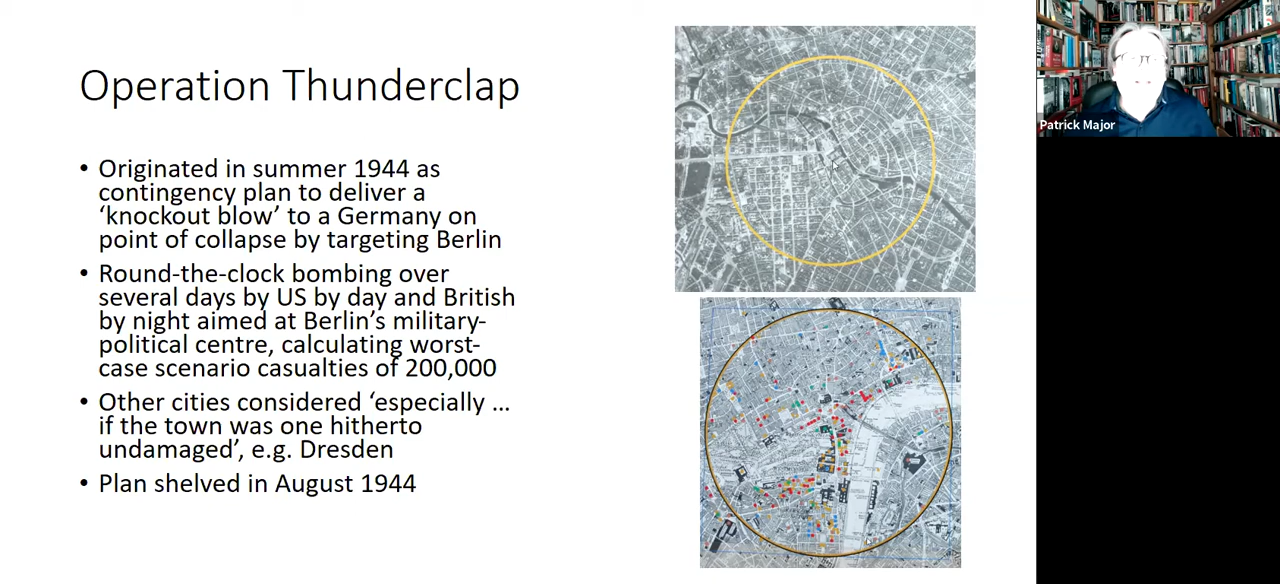 Operation Thunderclap
• Originated in summer 1944 as
contingency plan to deliver a
‘knockout blow’ to a Germany on
point of collapse by targeting Berlin
• Round-the-clock bombing over
several days by US by day and British
by night aimed at Berlin’s military-
political centre, calculating worst-
case scenario casualties of 200,000
• Other cities considered ‘especially ...
if the town was one hitherto
undamaged’, e.g. Dresden
• Plan shelved in August 1944
Patrick Major